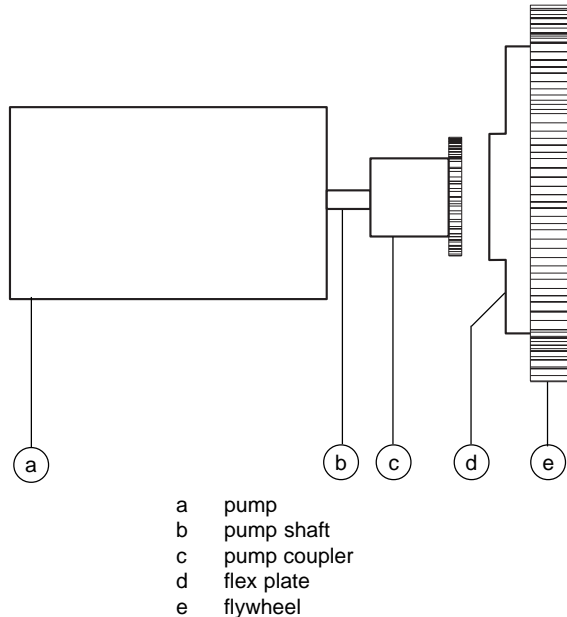 a b c d e
a pump
b pump shaft
c pump coupler
d flex plate
e flywheel